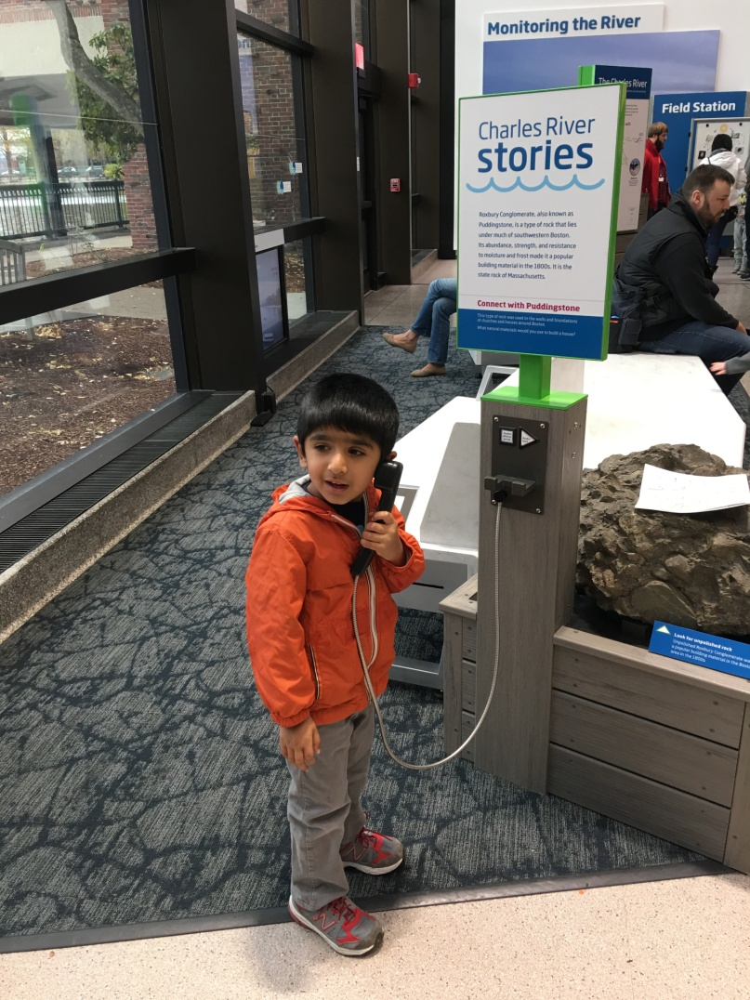 Monitoring the River
The Charles River
Field Station
Charles River
stories
Roxbury Conglomerate, also known as
Puddingstone, is a type of rock that lies
under much of southwestern Boston.
Its abundance, strength, and resistance
to moisture and frost made it a popular
building material in the 1800s. It is the
state rock of Massachusetts.
Connect with Puddingstone
This type of rock was used in the walls and foundations
of churches and houses around Boston.
What natural materials would you use to build a house?
Look for unpolished rock
Unpolished Roxbury Conglomerate was
a popular building material in the
area in the 1800s.